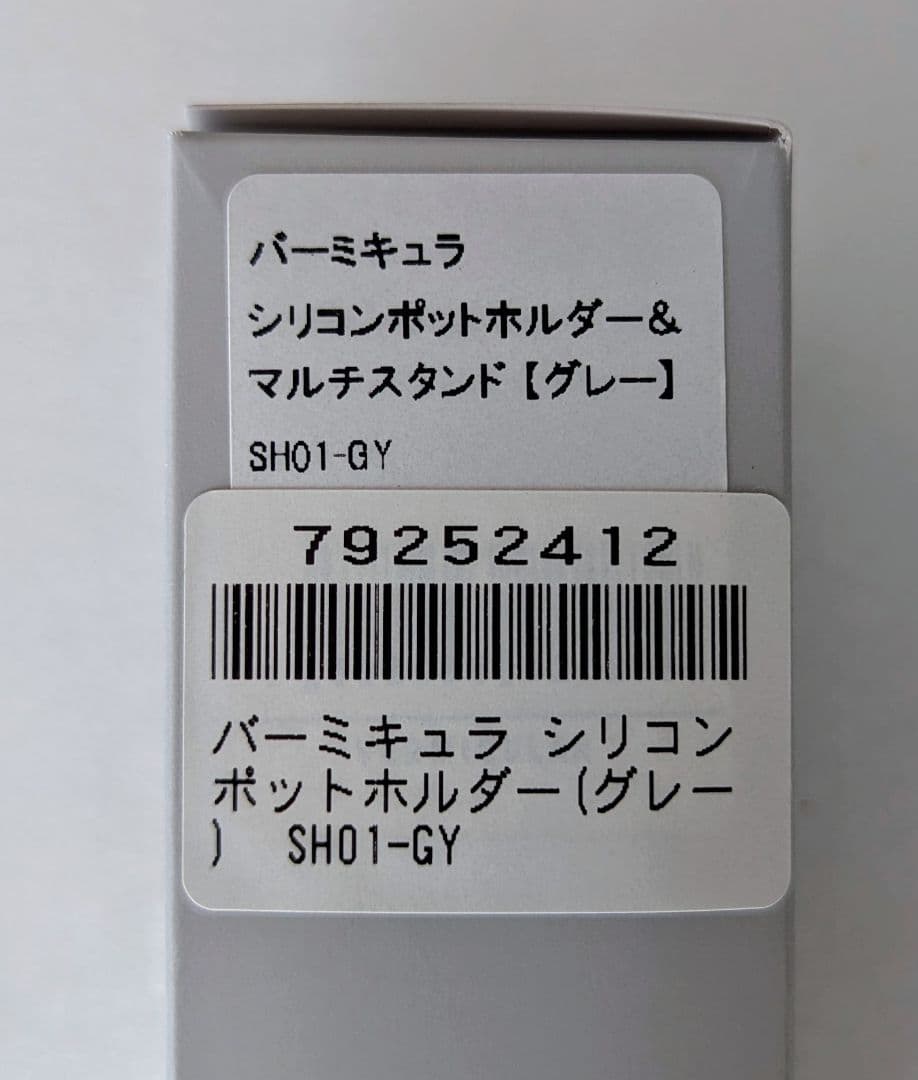 バーミキュラ
シリコンポットホルダー&
マルチスタンド【グレー】
SH01-GY
79252412
バーミキュラ シリコン
ポットホルダー(グレー
) SH01-GY